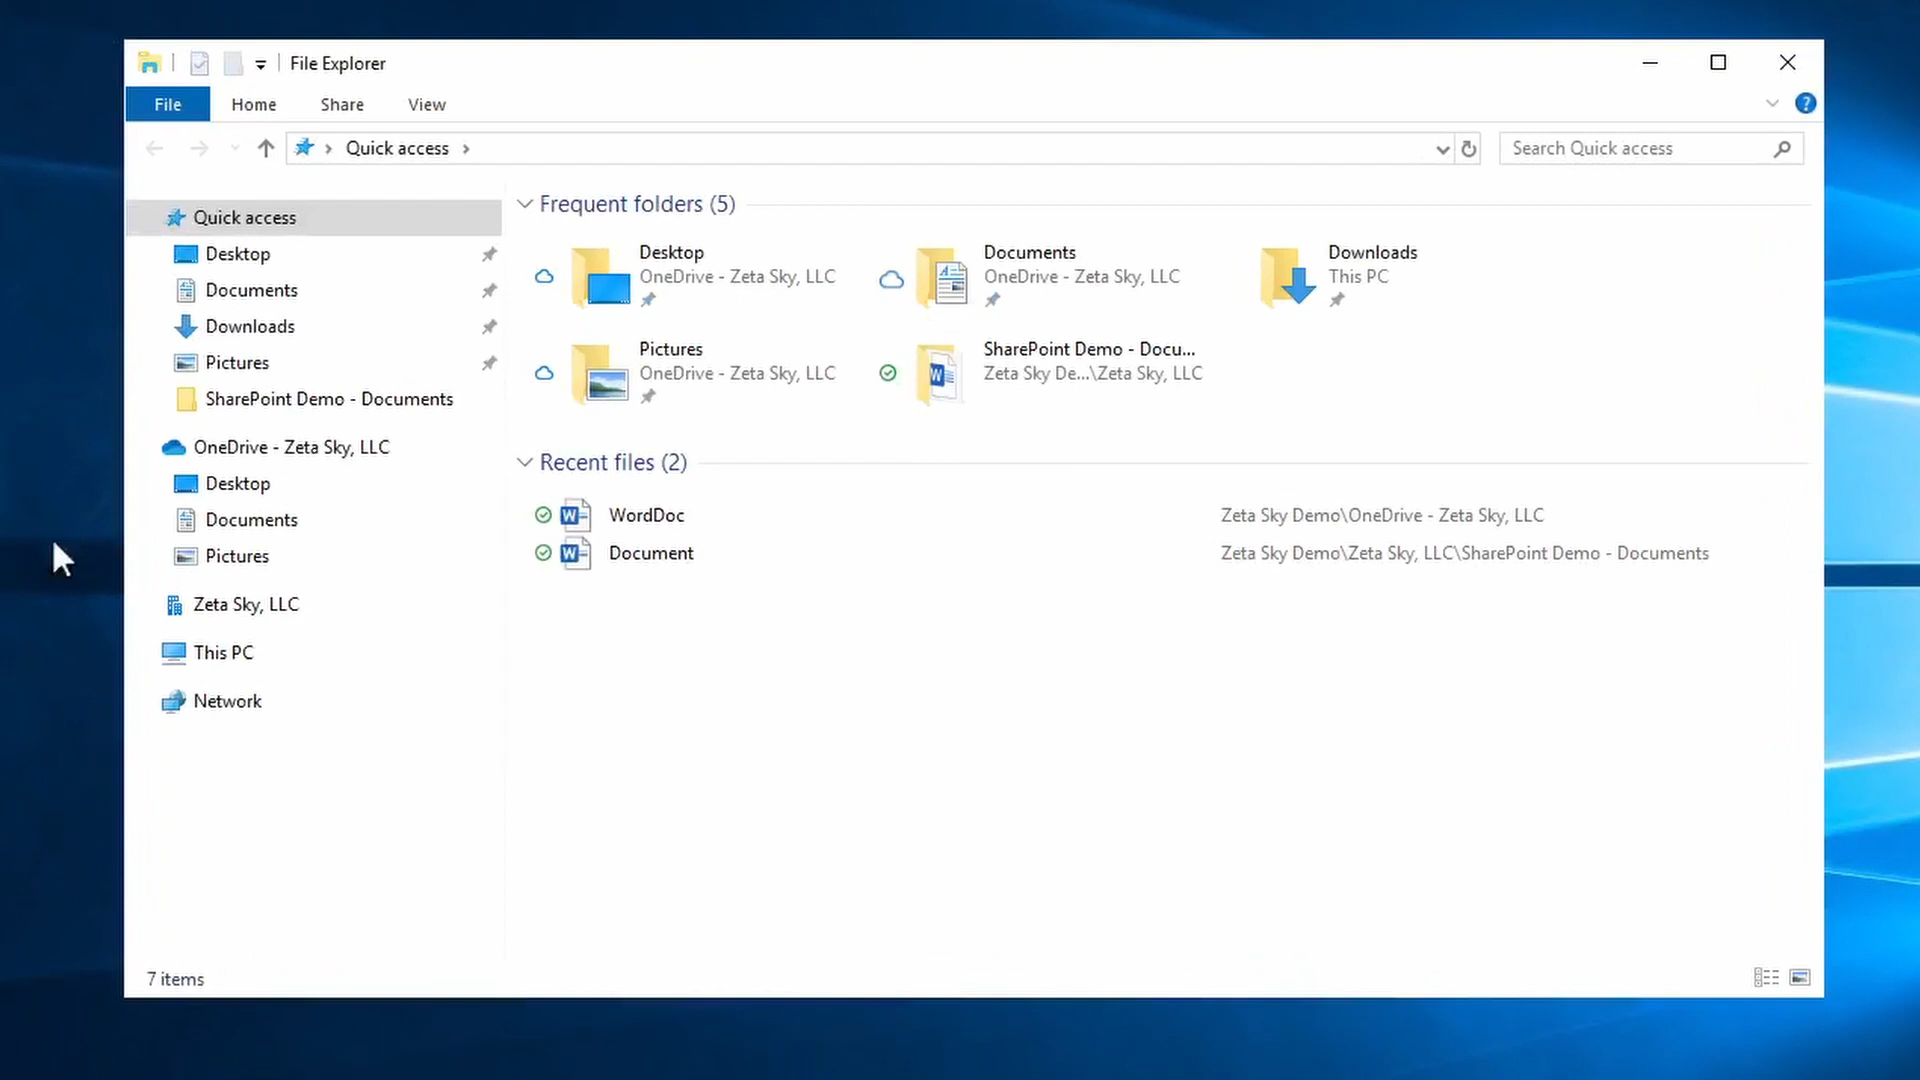 File Explorer
File Home Share View
Quick access
Search Quick access
Quick access
Desktop
Documents
Downloads
Pictures
SharePoint Demo - Documents
OneDrive - Zeta Sky, LLC
Desktop
Documents
Pictures
Zeta Sky, LLC
This PC
Network
Frequent folders (5)
Desktop
OneDrive - Zeta Sky, LLC
Documents
OneDrive - Zeta Sky, LLC
Downloads
This PC
Pictures
OneDrive - Zeta Sky, LLC
SharePoint Demo - Docu...
Zeta Sky De...\Zeta Sky, LLC
Recent files (2)
WordDoc Zeta Sky Demo\OneDrive - Zeta Sky, LLC
Document Zeta Sky Demo\Zeta Sky, LLC\SharePoint Demo - Documents
7 items